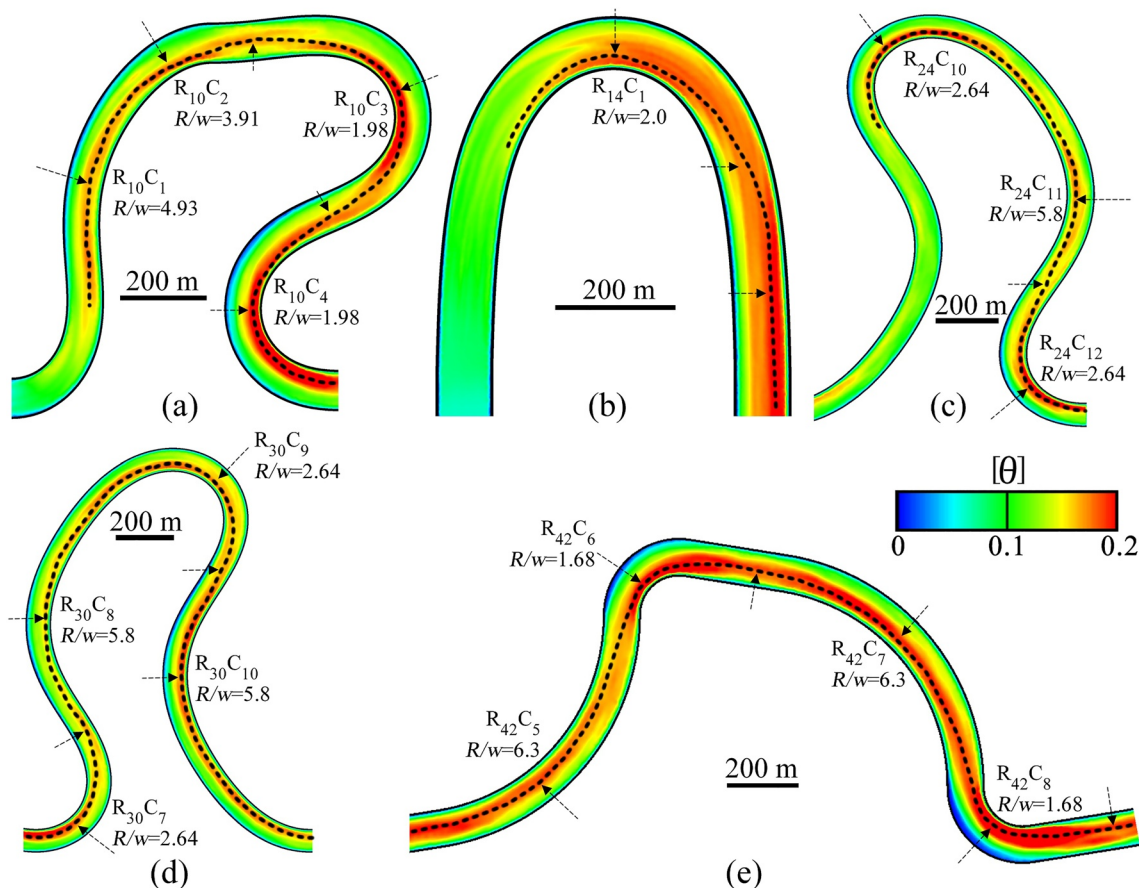 R10C2
R/w=3.91
R10C3
R/w=1.98
R10C1
R/w=4.93
200 m
R10C4
R/w=1.98
(a)
R14C1
R/w=2.0
200 m
(b)
R24C10
R/w=2.64
R24C11
R/w=5.8
200 m
R24C12
R/w=2.64
(c)
R30C9
R/w=2.64
200 m
R30C8
R/w=5.8
R30C10
R/w=5.8
R30C7
R/w=2.64
(d)
[θ]
0 0.1 0.2
R42C6
R/w=1.68
R42C7
R/w=6.3
R42C5
R/w=6.3
200 m
R42C8
R/w=1.68
(e)